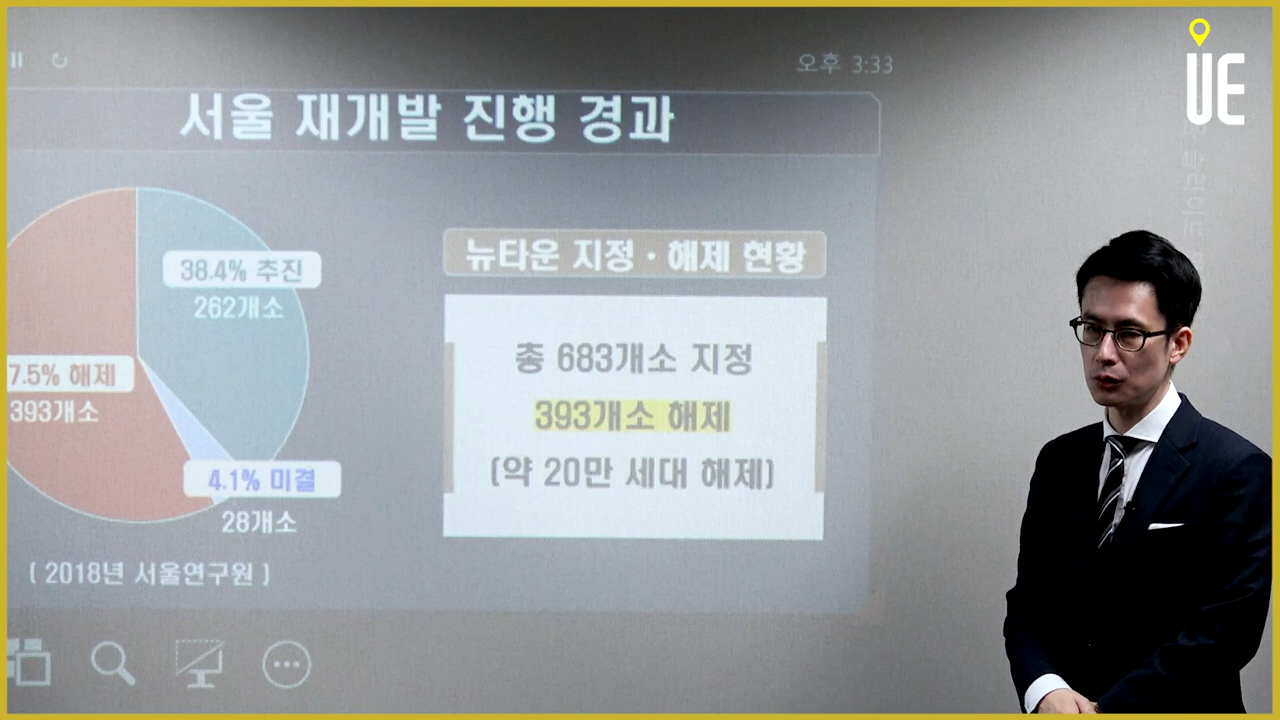 오후 3:33
UE
서울 재개발 진행 경과
38.4% 추진
262개소
7.5% 해제
393개소
4.1% 미결
28개소
( 2018년 서울연구원 )
뉴타운 지정·해제 현황
총 683개소 지정
393개소 해제
(약 20만 세대 해제)